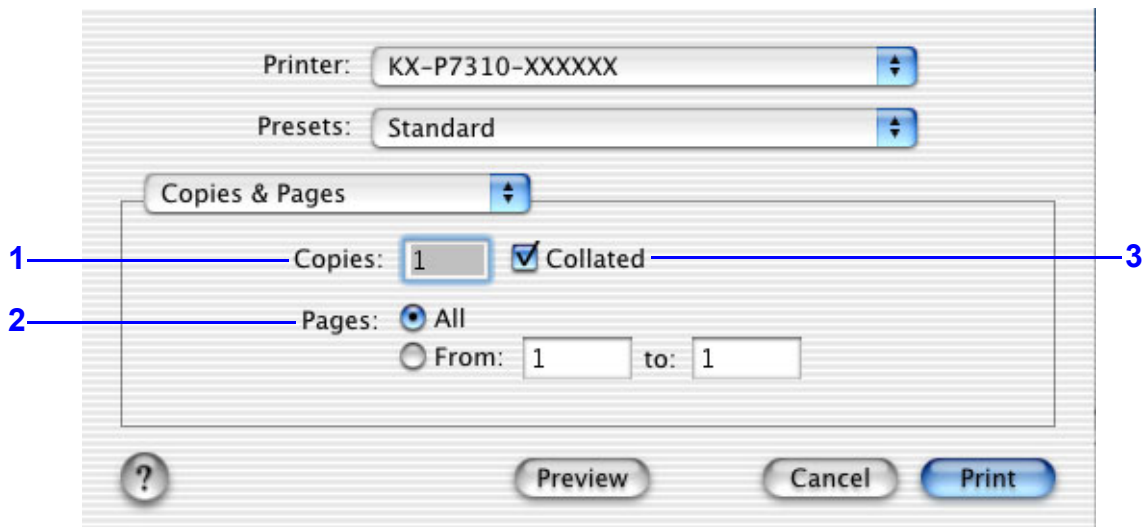 Printer: KX-P7310-XXXXXX
Presets: Standard
Copies & Pages
1 Copies: 1 Collated 3
2 Pages: All
From: 1 to: 1
? Preview Cancel Print